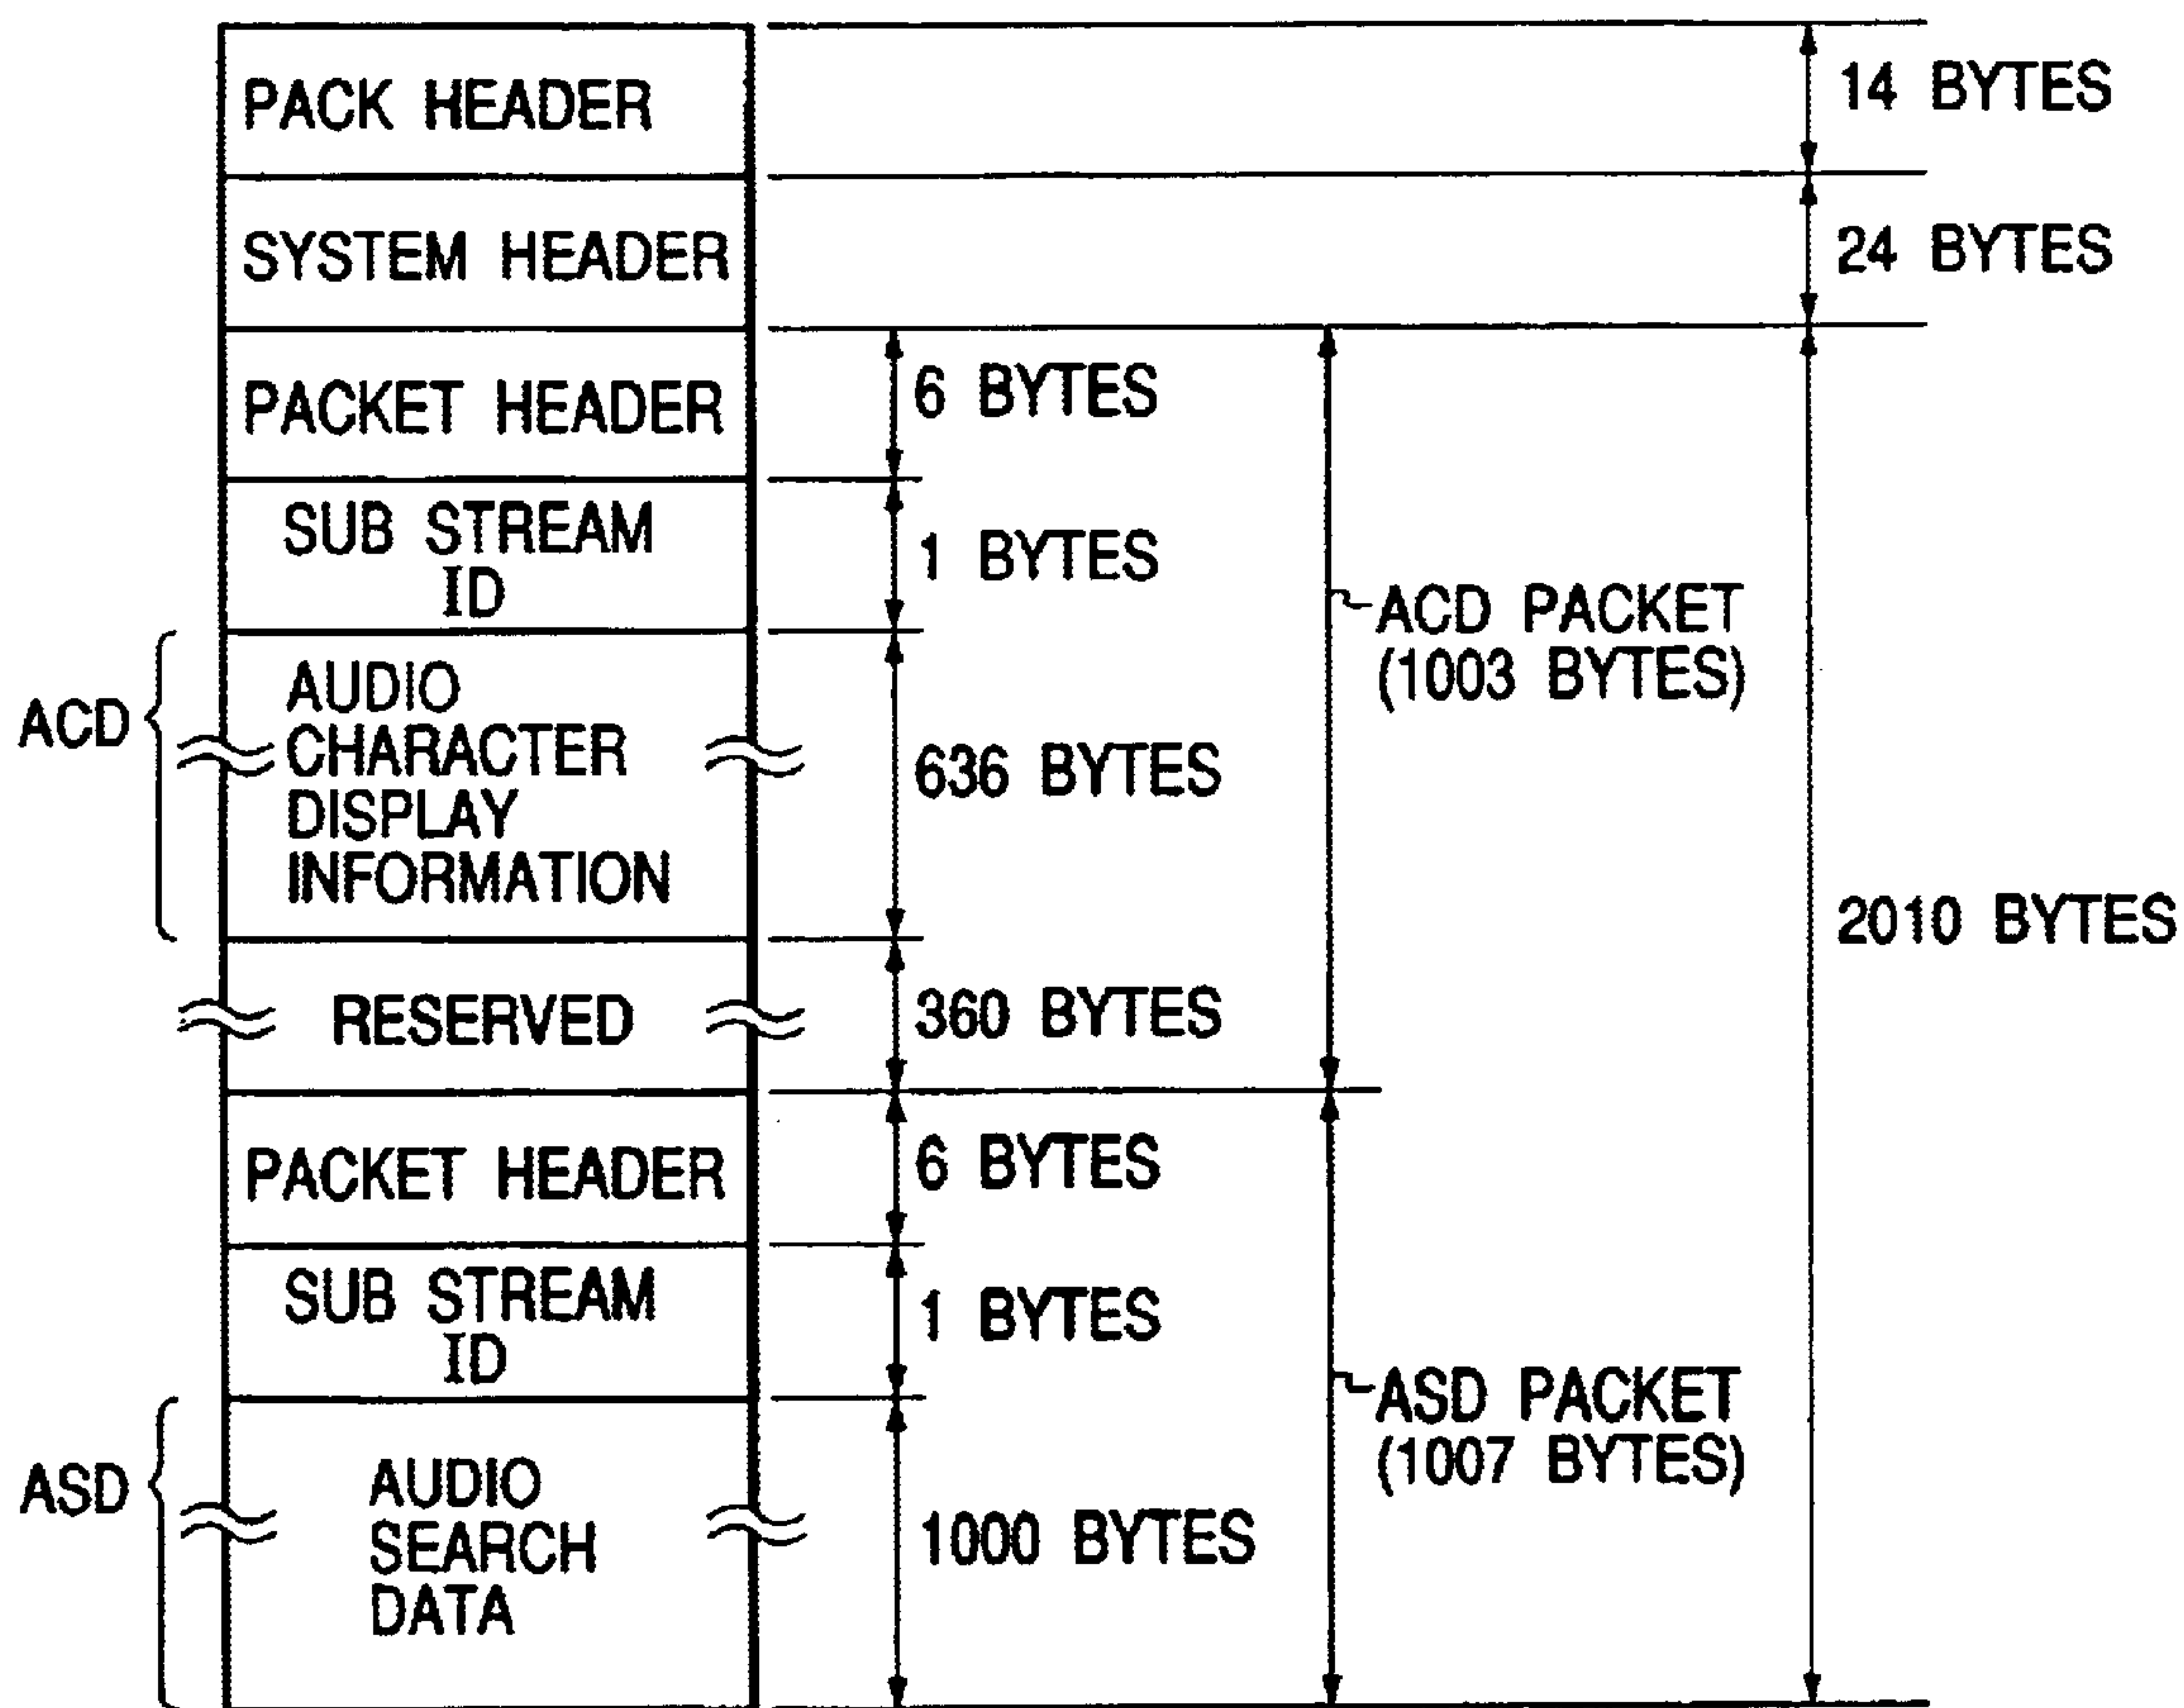 PACK HEADER
14 BYTES
SYSTEM HEADER
24 BYTES
PACKET HEADER
6 BYTES
SUB STREAM
ID
1 BYTES
ACD PACKET
(1003 BYTES)
ACD
AUDIO
CHARACTER
DISPLAY
INFORMATION
636 BYTES
2010 BYTES
RESERVED
360 BYTES
PACKET HEADER
6 BYTES
SUB STREAM
ID
1 BYTES
ASD PACKET
(1007 BYTES)
ASD
AUDIO
SEARCH
DATA
1000 BYTES